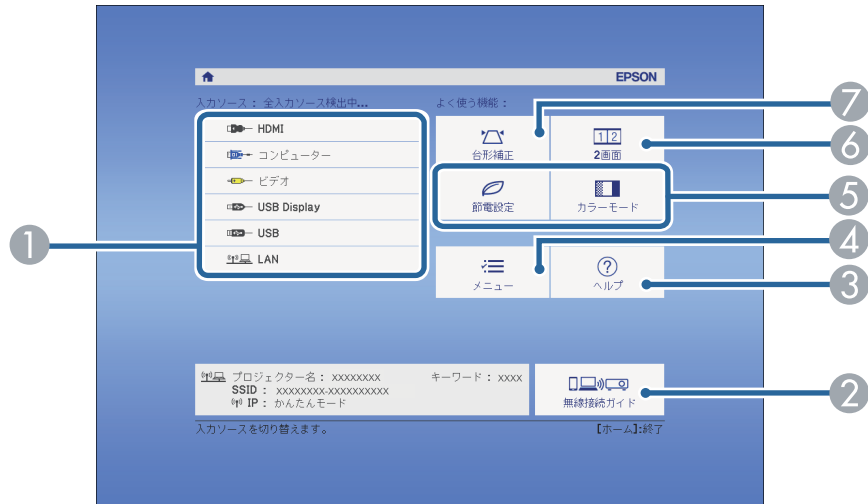 EPSON
入力ソース： 全入力ソース検出中...
よく使う機能：
HDMI
コンピューター
ビデオ
USB Display
USB
LAN
台形補正
2画面
節電設定
カラーモード
メニュー
ヘルプ
プロジェクター名： xxxxxxxx
キーワード： xxxx
SSID： xxxxxxxx-xxxxxxxxxx
IP： かんたんモード
無線接続ガイド
入力ソースを切り替えます。
【ホーム】:終了
1
2
3
4
5
6
7